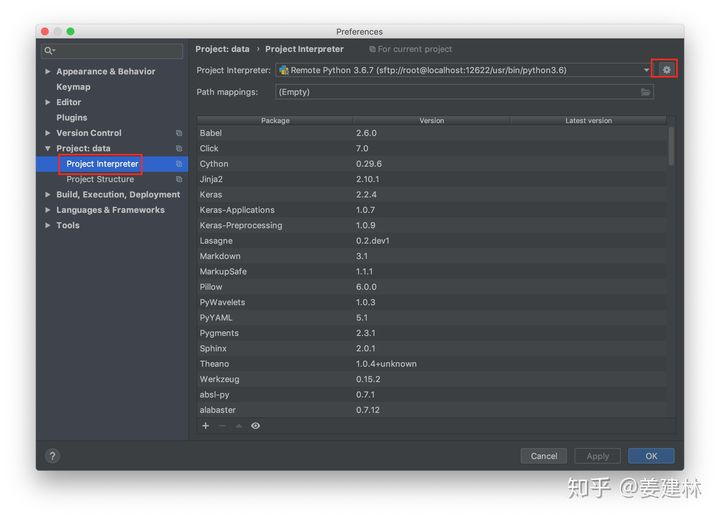 Preferences
Project: data › Project Interpreter For current project
Appearance & Behavior
Keymap
Editor
Plugins
Version Control
Project: data
Project Interpreter
Project Structure
Build, Execution, Deployment
Languages & Frameworks
Tools
Project Interpreter: Remote Python 3.6.7 (sftp://root@localhost:12622/usr/bin/python3.6)
Path mappings: (Empty)
Package Version Latest version
Babel 2.6.0
Click 7.0
Cython 0.29.6
Jinja2 2.10.1
Keras 2.2.4
Keras-Applications 1.0.7
Keras-Preprocessing 1.0.9
Lasagne 0.2.dev1
Markdown 3.1
MarkupSafe 1.1.1
Pillow 6.0.0
PyWavelets 1.0.3
PyYAML 5.1
Pygments 2.3.1
Sphinx 2.0.1
Theano 1.0.4+unknown
Werkzeug 0.15.2
absl-py 0.7.1
alabaster 0.7.12
? Cancel Apply OK
知乎 @姜建林